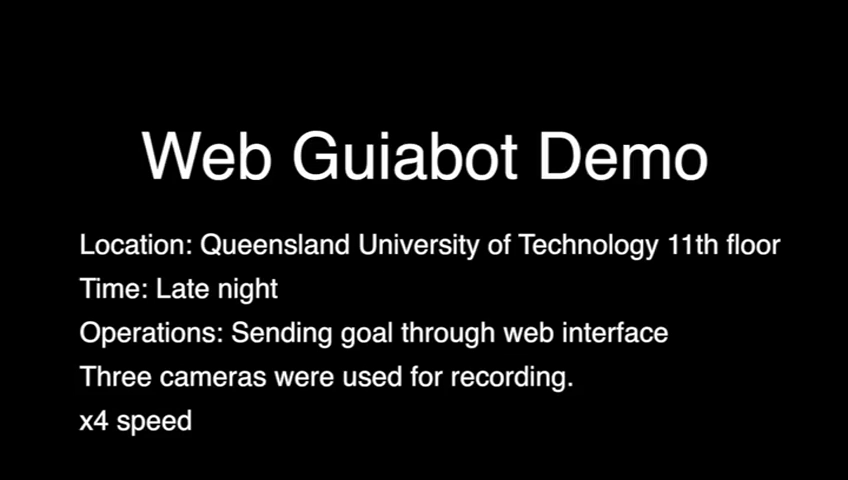 Web Guiabot Demo
Location: Queensland University of Technology 11th floor
Time: Late night
Operations: Sending goal through web interface
Three cameras were used for recording.
x4 speed